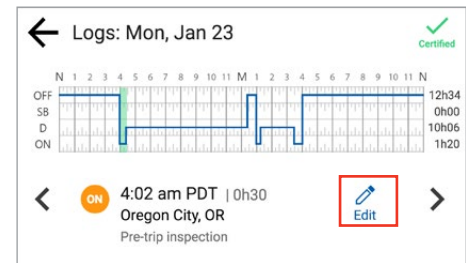 Logs: Mon, Jan 23
Certified
N 1 2 3 4 5 6 7 8 9 10 11 M 1 2 3 4 5 6 7 8 9 10 11 N
OFF 12h34
SB 0h00
D 10h06
ON 1h20
ON 4:02 am PDT | 0h30
Oregon City, OR
Edit
Pre-trip inspection